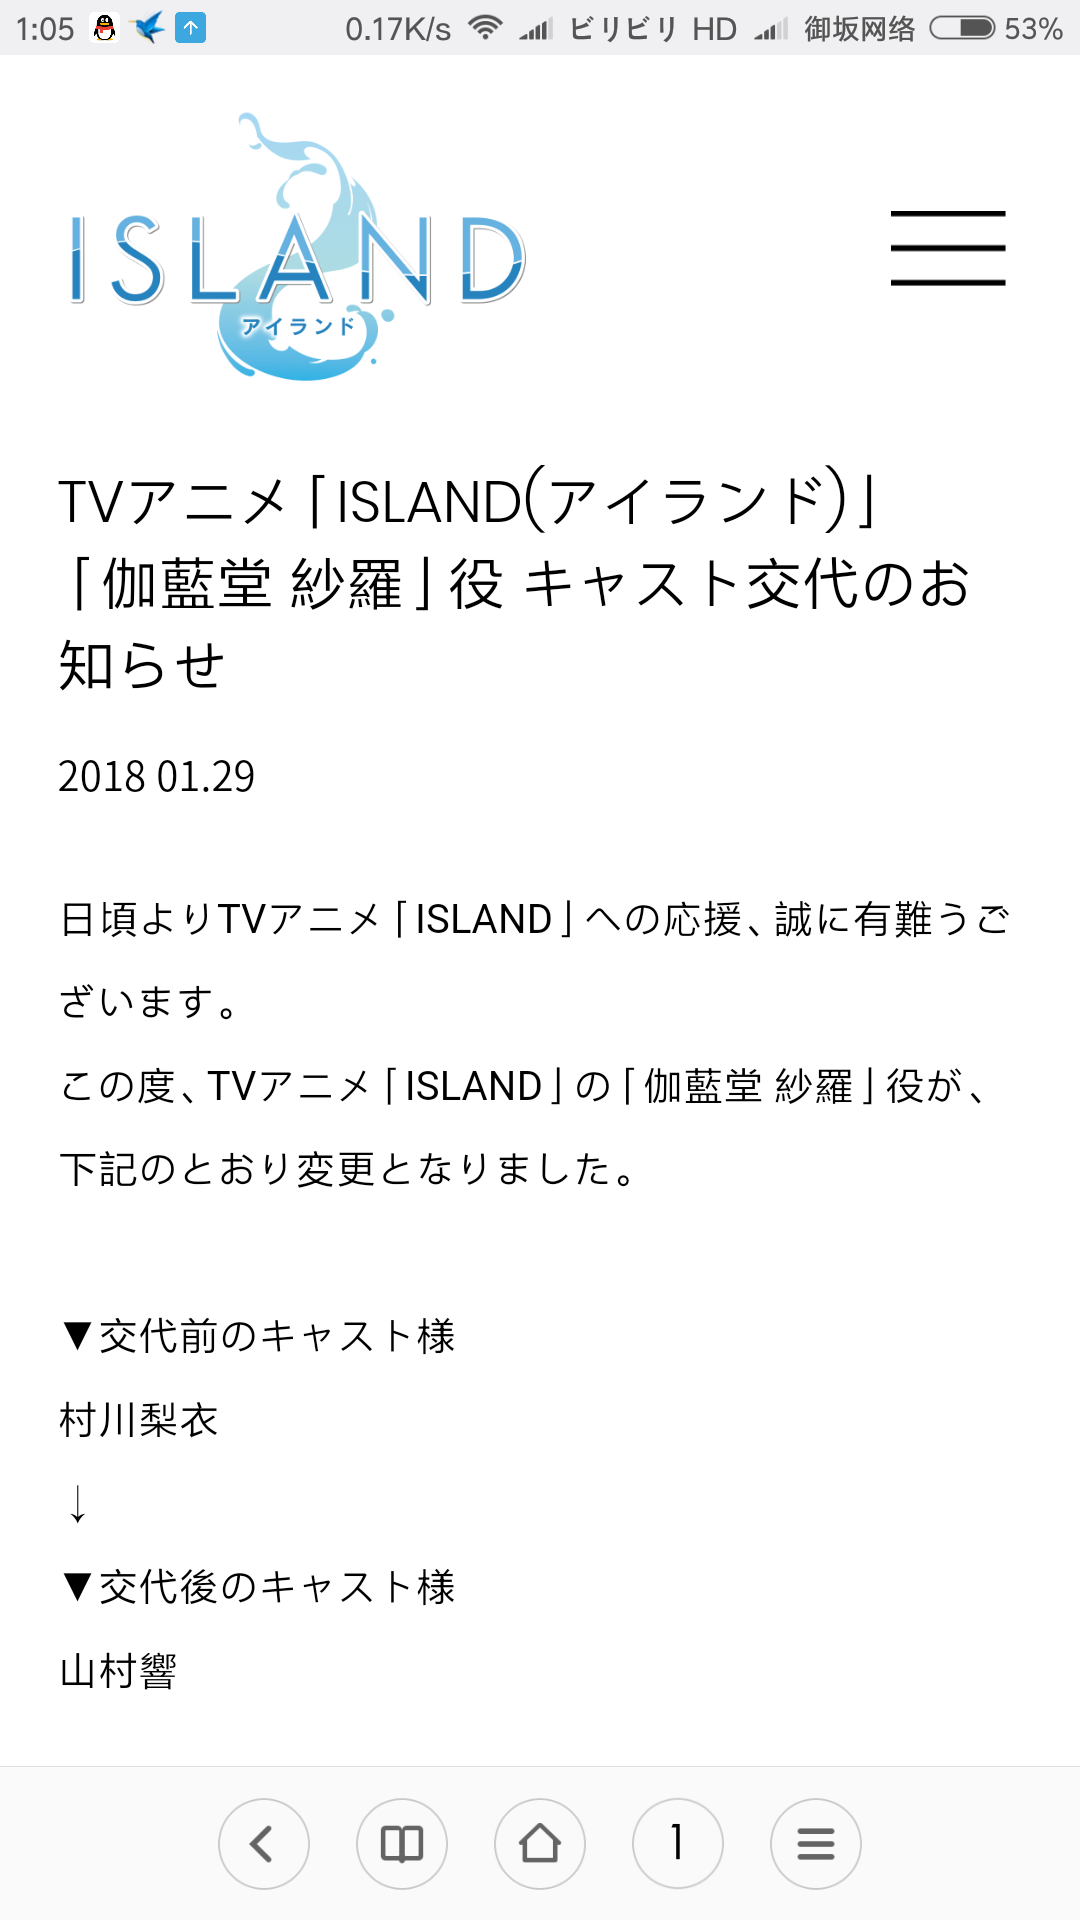 1:05 0.17K/s ビリビリ HD 御坂网络 53%
ISLAND
アイランド
TVアニメ「ISLAND(アイランド)」
「伽藍堂 紗羅」役 キャスト交代のお
知らせ
2018 01.29
日頃よりTVアニメ「ISLAND」への応援、誠に有難うご
ざいます。
この度、TVアニメ「ISLAND」の「伽藍堂 紗羅」役が、
下記のとおり変更となりました。
▼交代前のキャスト様
村川梨衣
↓
▼交代後のキャスト様
山村響
1